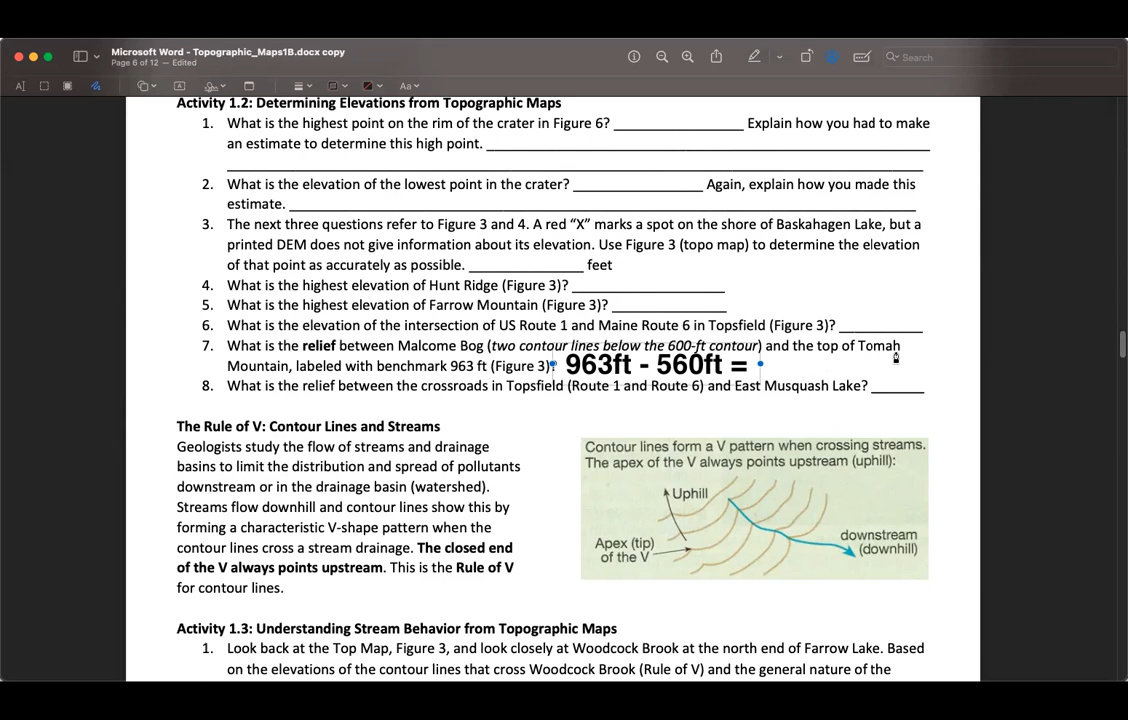 Microsoft Word - Topographic_Maps1B.docx copy
Page 6 of 12 — Edited
Search
Aa
Activity 1.2: Determining Elevations from Topographic Maps
1. What is the highest point on the rim of the crater in Figure 6? _______________ Explain how you had to make
an estimate to determine this high point. ____________________
2. What is the elevation of the lowest point in the crater? _______________ Again, explain how you made this
estimate. ____________________
3. The next three questions refer to Figure 3 and 4. A red “X” marks a spot on the shore of Baskahagen Lake, but a
printed DEM does not give information about its elevation. Use Figure 3 (topo map) to determine the elevation
of that point as accurately as possible. _____________ feet
4. What is the highest elevation of Hunt Ridge (Figure 3)? _______________
5. What is the highest elevation of Farrow Mountain (Figure 3)? _____________
6. What is the elevation of the intersection of US Route 1 and Maine Route 6 in Topsfield (Figure 3)? __________
7. What is the relief between Malcome Bog (two contour lines below the 600-ft contour) and the top of Tomah
Mountain, labeled with benchmark 963 ft (Figure 3)? 963ft - 560ft =
8. What is the relief between the crossroads in Topsfield (Route 1 and Route 6) and East Musquash Lake? ______
The Rule of V: Contour Lines and Streams
Geologists study the flow of streams and drainage
basins to limit the distribution and spread of pollutants
downstream or in the drainage basin (watershed).
Streams flow downhill and contour lines show this by
forming a characteristic V-shape pattern when the
contour lines cross a stream drainage. The closed end
of the V always points upstream. This is the Rule of V
for contour lines.
Contour lines form a V pattern when crossing streams.
The apex of the V always points upstream (uphill):
Uphill
Apex (tip)
of the V
downstream
(downhill)
Activity 1.3: Understanding Stream Behavior from Topographic Maps
1. Look back at the Top Map, Figure 3, and look closely at Woodcock Brook at the north end of Farrow Lake. Based
on the elevations of the contour lines that cross Woodcock Brook (Rule of V) and the general nature of the